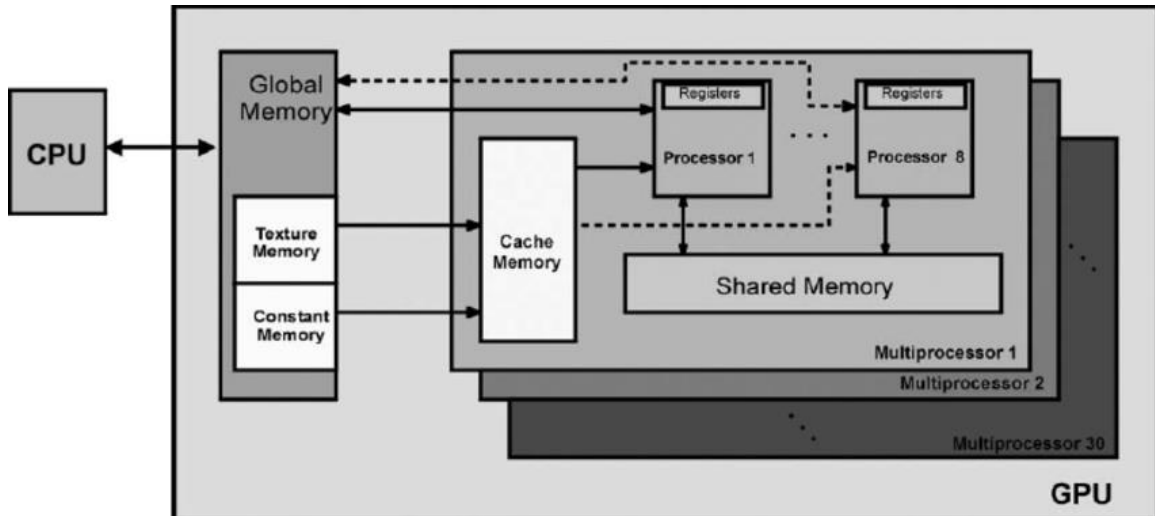 CPU
Global
Memory
Texture
Memory
Constant
Memory
Cache
Memory
Registers
Processor 1
. . .
Registers
Processor 8
Shared Memory
Multiprocessor 1
Multiprocessor 2
Multiprocessor 30
GPU